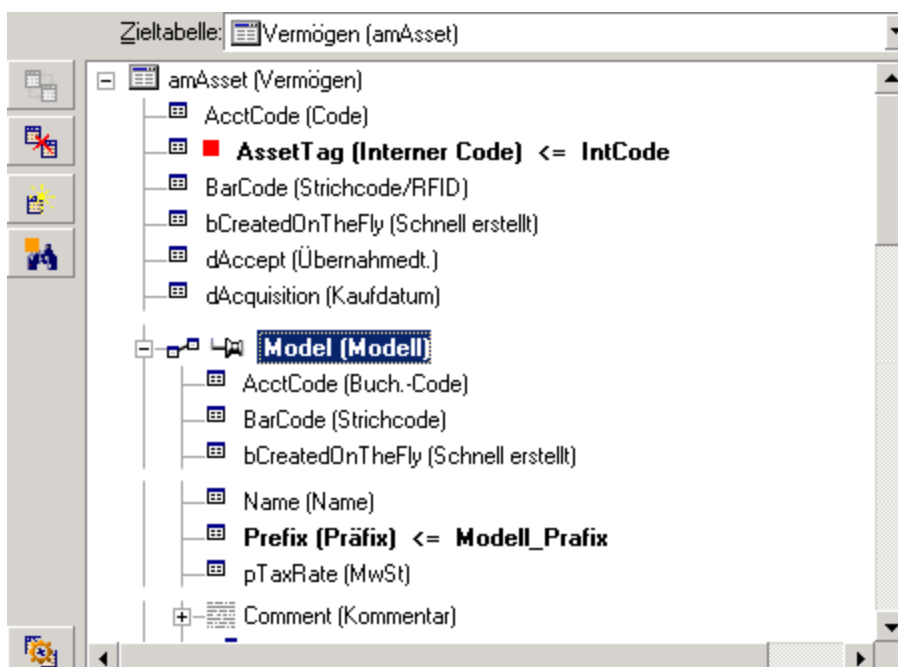 Zieltabelle: Vermögen (amAsset)
amAsset (Vermögen)
AcctCode (Code)
AssetTag (Interner Code) <= IntCode
BarCode (Strichcode/RFID)
bCreatedOnTheFly (Schnell erstellt)
dAccept (Übernahmedt.)
dAcquisition (Kaufdatum)
Model (Modell)
AcctCode (Buch.-Code)
BarCode (Strichcode)
bCreatedOnTheFly (Schnell erstellt)
Name (Name)
Prefix (Präfix) <= Modell_Prafix
pTaxRate (MwSt)
Comment (Kommentar)